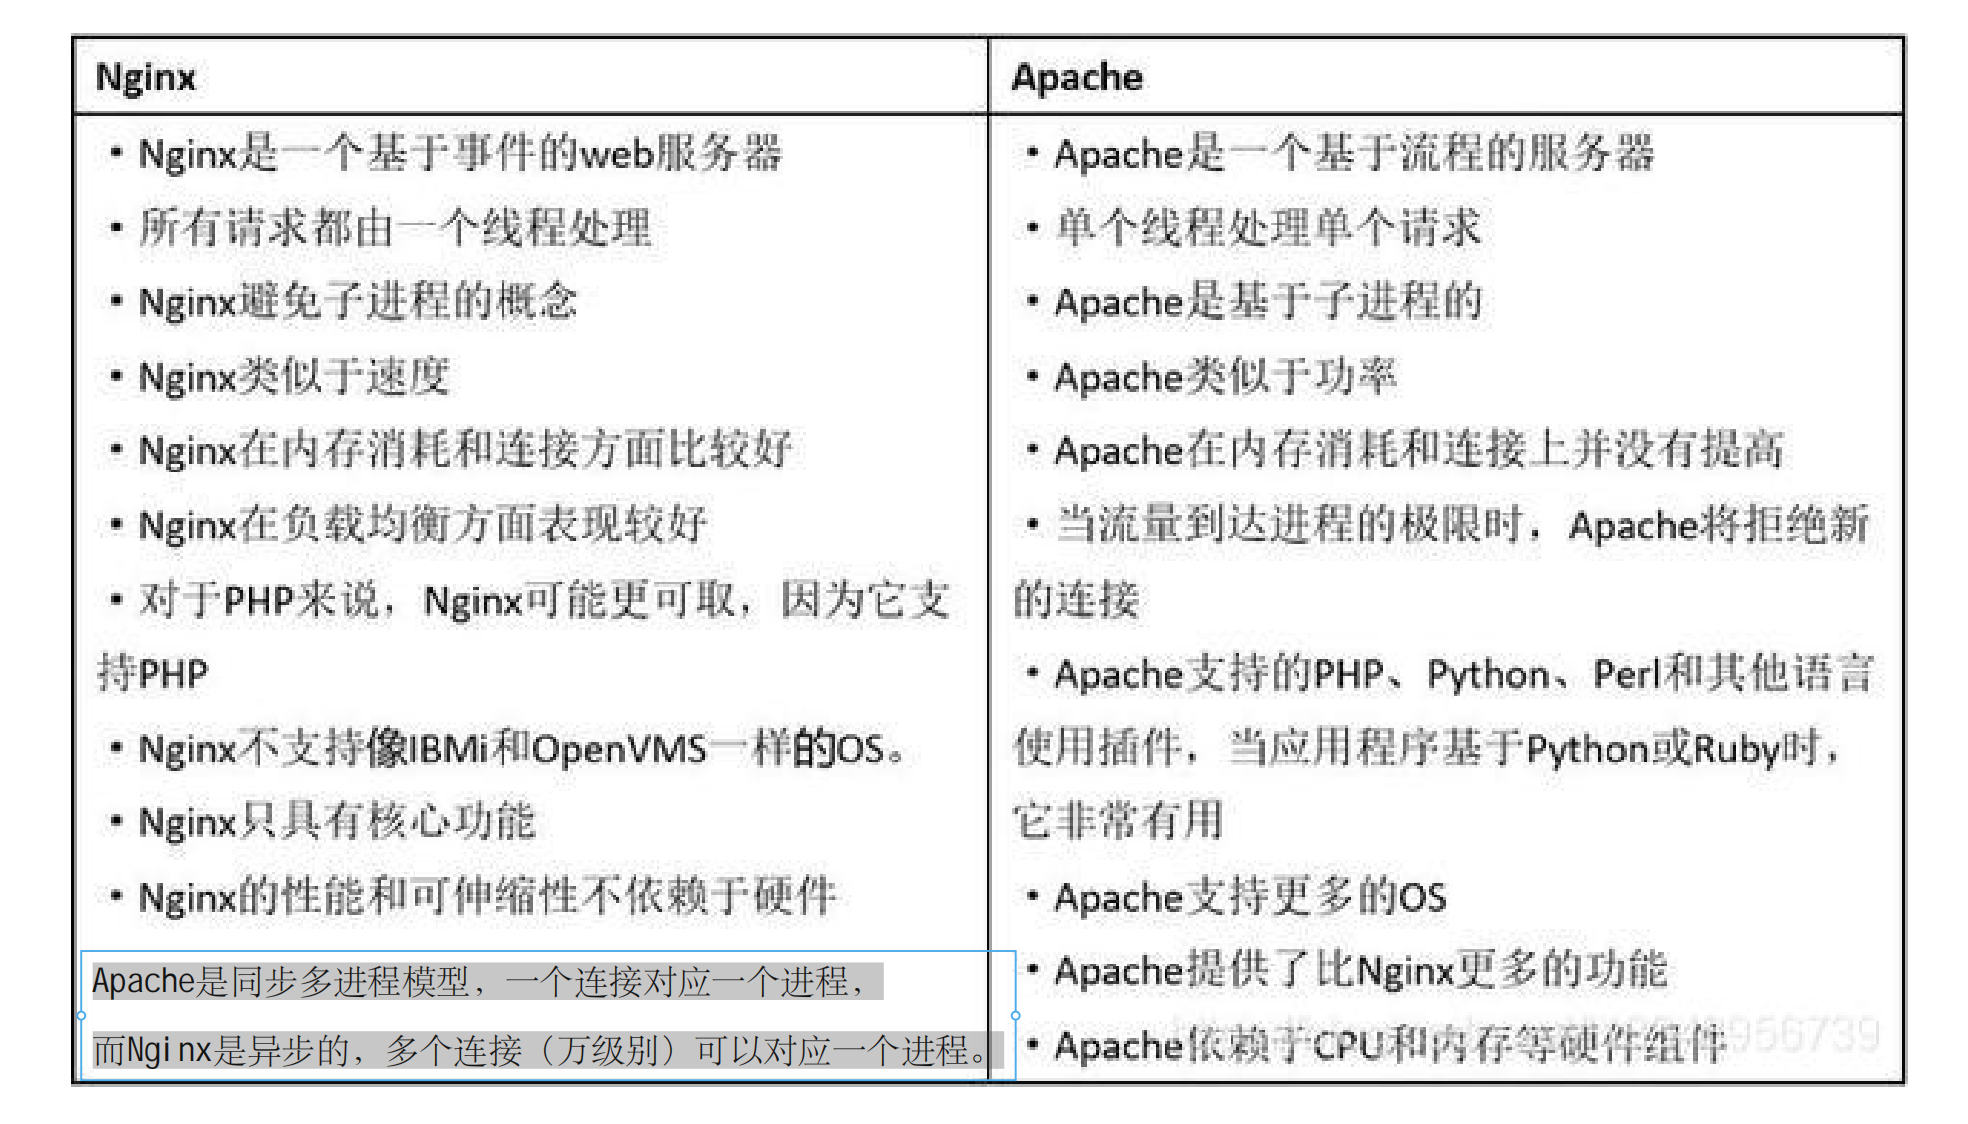 Nginx
• Nginx是一个基于事件的web服务器
• 所有请求都由一个线程处理
• Nginx避免子进程的概念
• Nginx类似于速度
• Nginx在内存消耗和连接方面比较好
• Nginx在负载均衡方面表现较好
• 对于PHP来说，Nginx可能更可取，因为它支
持PHP
• Nginx不支持像IBMi和OpenVMS一样的OS。
• Nginx只具有核心功能
• Nginx的性能和可伸缩性不依赖于硬件
Apache是同步多进程模型，一个连接对应一个进程，
而Nginx是异步的，多个连接（万级别）可以对应一个进程。
Apache
• Apache是一个基于流程的服务器
• 单个线程处理单个请求
• Apache是基于子进程的
• Apache类似于功率
• Apache在内存消耗和连接上并没有提高
• 当流量到达进程的极限时，Apache将拒绝新
的连接
• Apache支持的PHP、Python、Perl和其他语言
使用插件，当应用程序基于Python或Ruby时，
它非常有用
• Apache支持更多的OS
• Apache提供了比Nginx更多的功能
• Apache依赖于CPU和内存等硬件组件